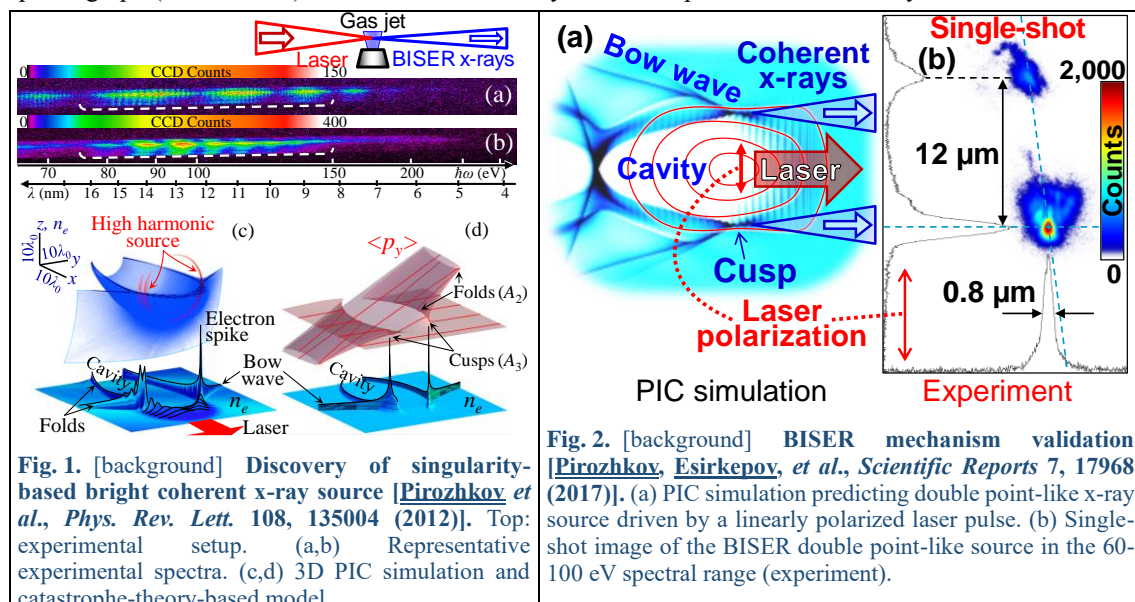 Gas jet
Laser
BISER x-rays
0 CCD Counts 150
(a)
0 CCD Counts 400
(b)
70 80 90 100 150 200 ħω (eV)
λ (nm) 16 15 14 13 12 11 10 9 8 7 6 5 4
z, nₑ
10λ₀
10λ₀ y
10λ₀ x
High harmonic
source
(c)
Electron
spike
Cavity
Bow
wave
nₑ
Folds
Laser
<p_y>
(d)
Folds (A₂)
Cusps (A₃)
Cavity
nₑ
Fig. 1. [background] Discovery of singularity-
based bright coherent x-ray source [Pirozhkov et
al., Phys. Rev. Lett. 108, 135004 (2012)]. Top:
experimental setup. (a,b) Representative
experimental spectra. (c,d) 3D PIC simulation and
catastrophe-theory-based model
(a)
Bow wave
Coherent
x-rays
Cavity
Laser
Cusp
Laser
polarization
PIC simulation
Single-shot
(b)
2,000
Counts
0
12 µm
0.8 µm
Experiment
Fig. 2. [background] BISER mechanism validation
[Pirozhkov, Esirkepov, et al., Scientific Reports 7, 17968
(2017)]. (a) PIC simulation predicting double point-like x-ray
source driven by a linearly polarized laser pulse. (b) Single-
shot image of the BISER double point-like source in the 60-
100 eV spectral range (experiment).